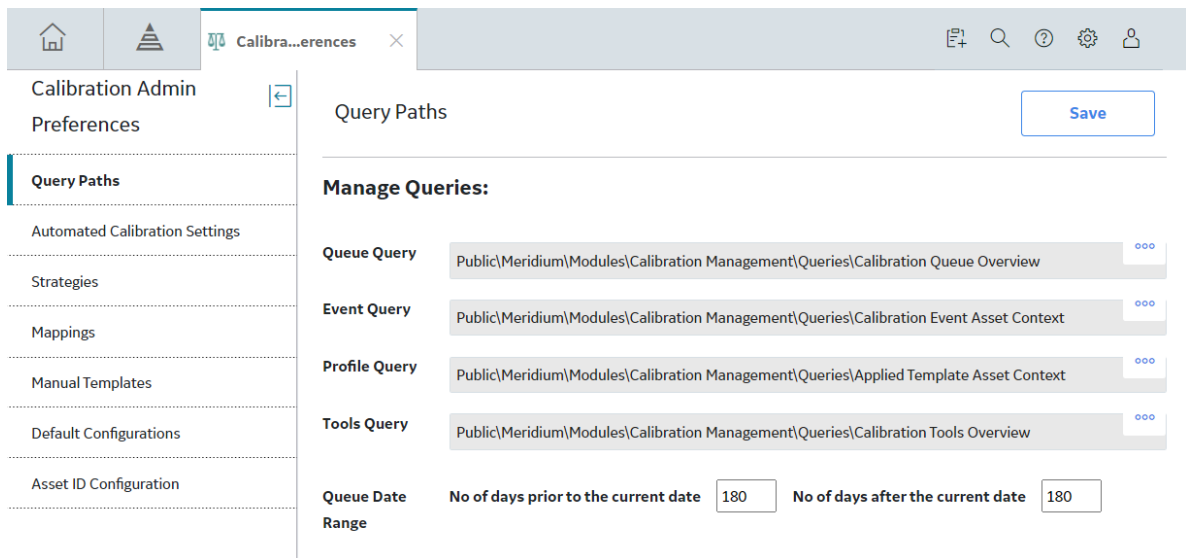 Calibra...erences
Calibration Admin
Preferences
Query Paths
Automated Calibration Settings
Strategies
Mappings
Manual Templates
Default Configurations
Asset ID Configuration
Query Paths
Save
Manage Queries:
Queue Query
Public\Meridium\Modules\Calibration Management\Queries\Calibration Queue Overview
Event Query
Public\Meridium\Modules\Calibration Management\Queries\Calibration Event Asset Context
Profile Query
Public\Meridium\Modules\Calibration Management\Queries\Applied Template Asset Context
Tools Query
Public\Meridium\Modules\Calibration Management\Queries\Calibration Tools Overview
Queue Date
Range
No of days prior to the current date 180 No of days after the current date 180